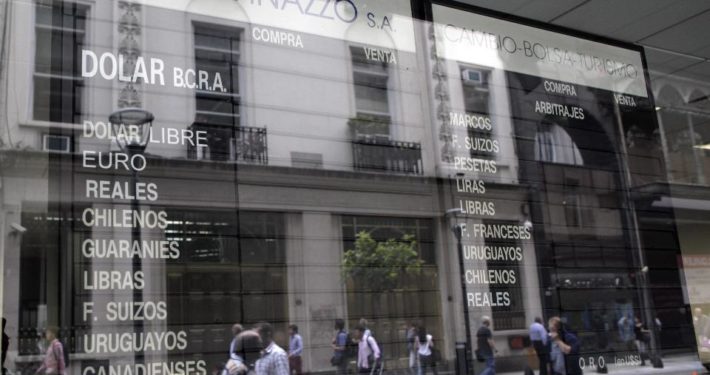 INAZZO S.A.
COMPRA VENTA
DOLAR B.C.R.A.
DOLAR LIBRE
EURO
REALES
CHILENOS
GUARANIES
LIBRAS
F. SUIZOS
URUGUAYOS
CANADIENSES
CAMBIO-BOLSA-TURISMO
COMPRA VENTA
ARBITRAJES
MARCOS
F. SUIZOS
PESETAS
LIRAS
LIBRAS
F. FRANCESES
URUGUAYOS
CHILENOS
REALES
O R O (en U$S)